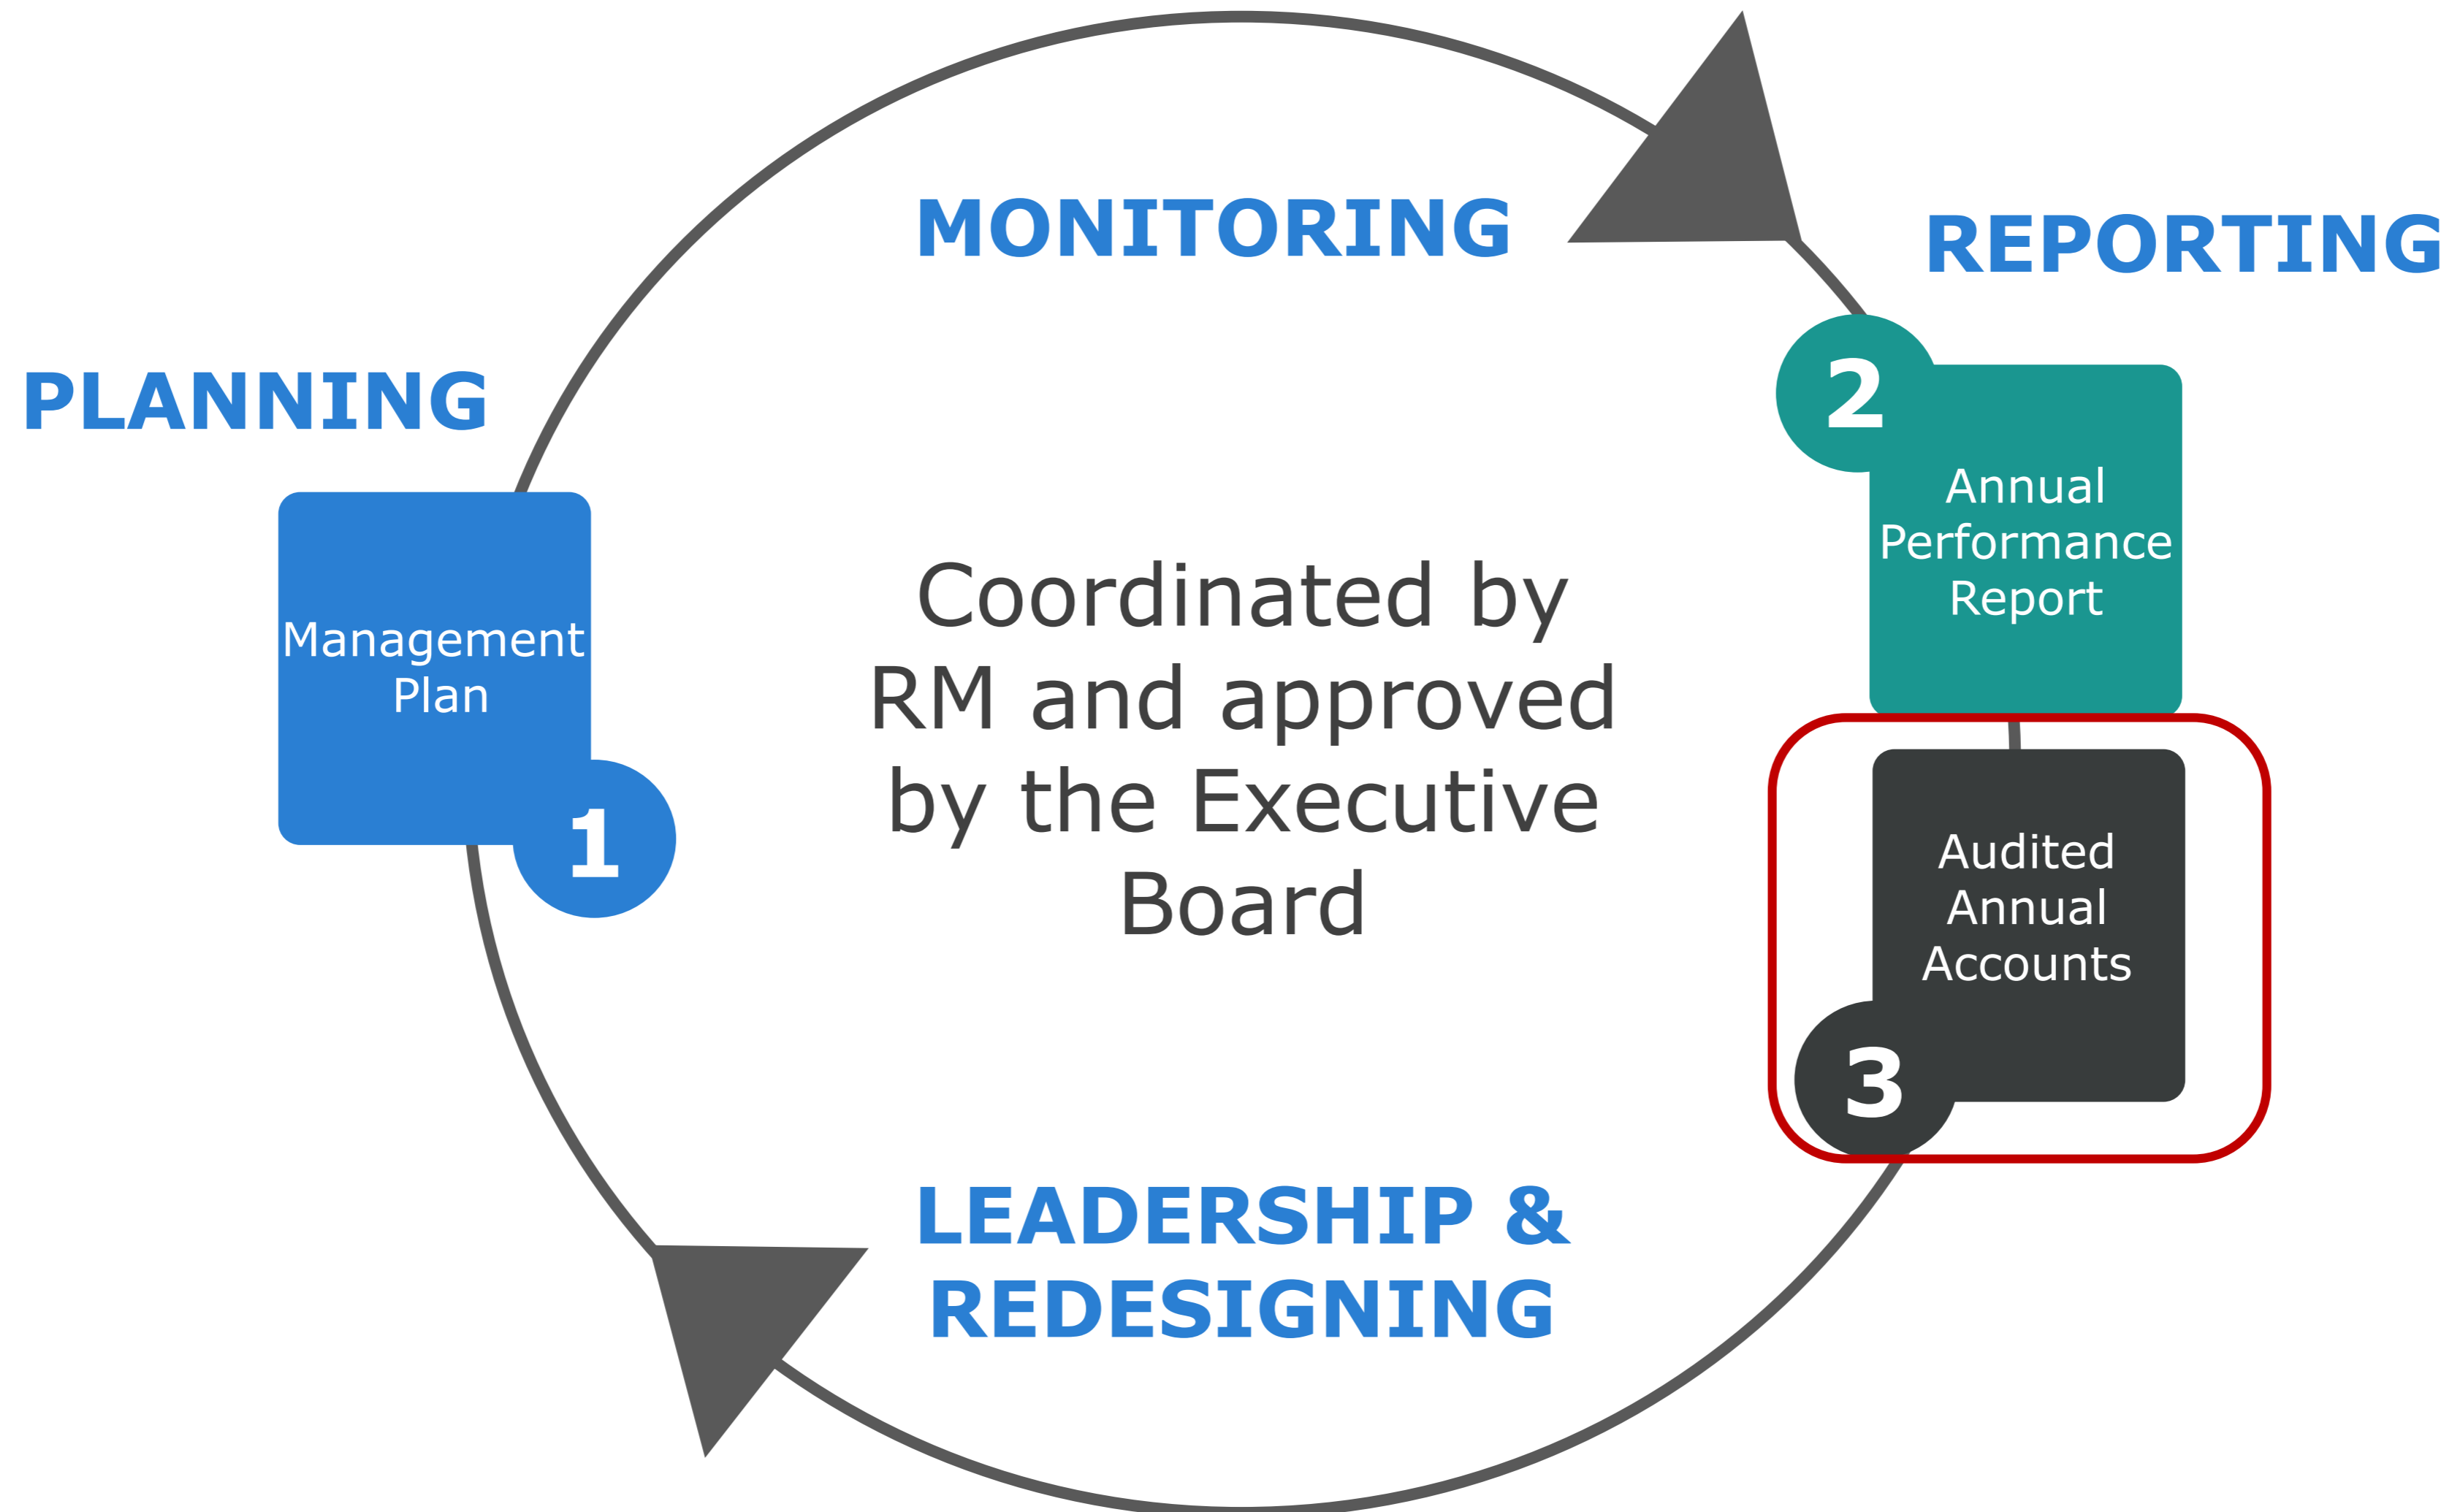 MONITORING
REPORTING
PLANNING
2
Annual
Performance
Report
Management
Plan
1
Coordinated by
RM and approved
by the Executive
Board
Audited
Annual
Accounts
3
LEADERSHIP &
REDESIGNING